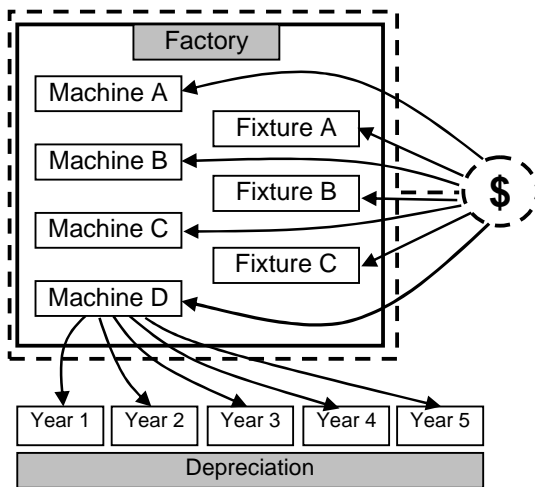 Factory
Machine A
Fixture A
Machine B
Fixture B
$
Machine C
Fixture C
Machine D
Year 1 Year 2 Year 3 Year 4 Year 5
Depreciation